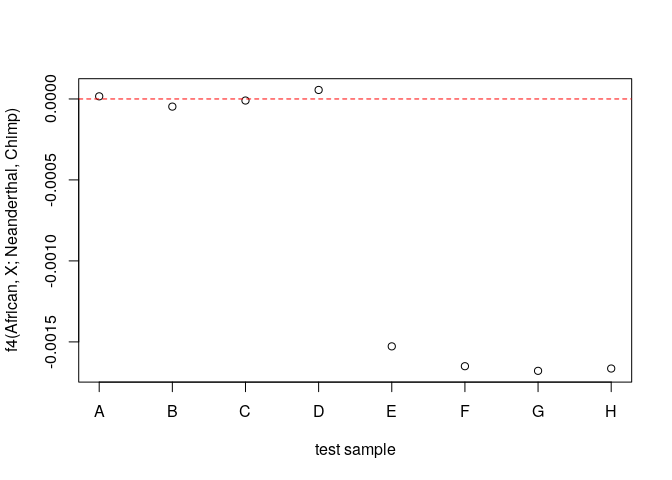 f4(African, X; Neanderthal, Chimp)
0.0000
-0.0005
-0.0010
-0.0015
A B C D E F G H
test sample